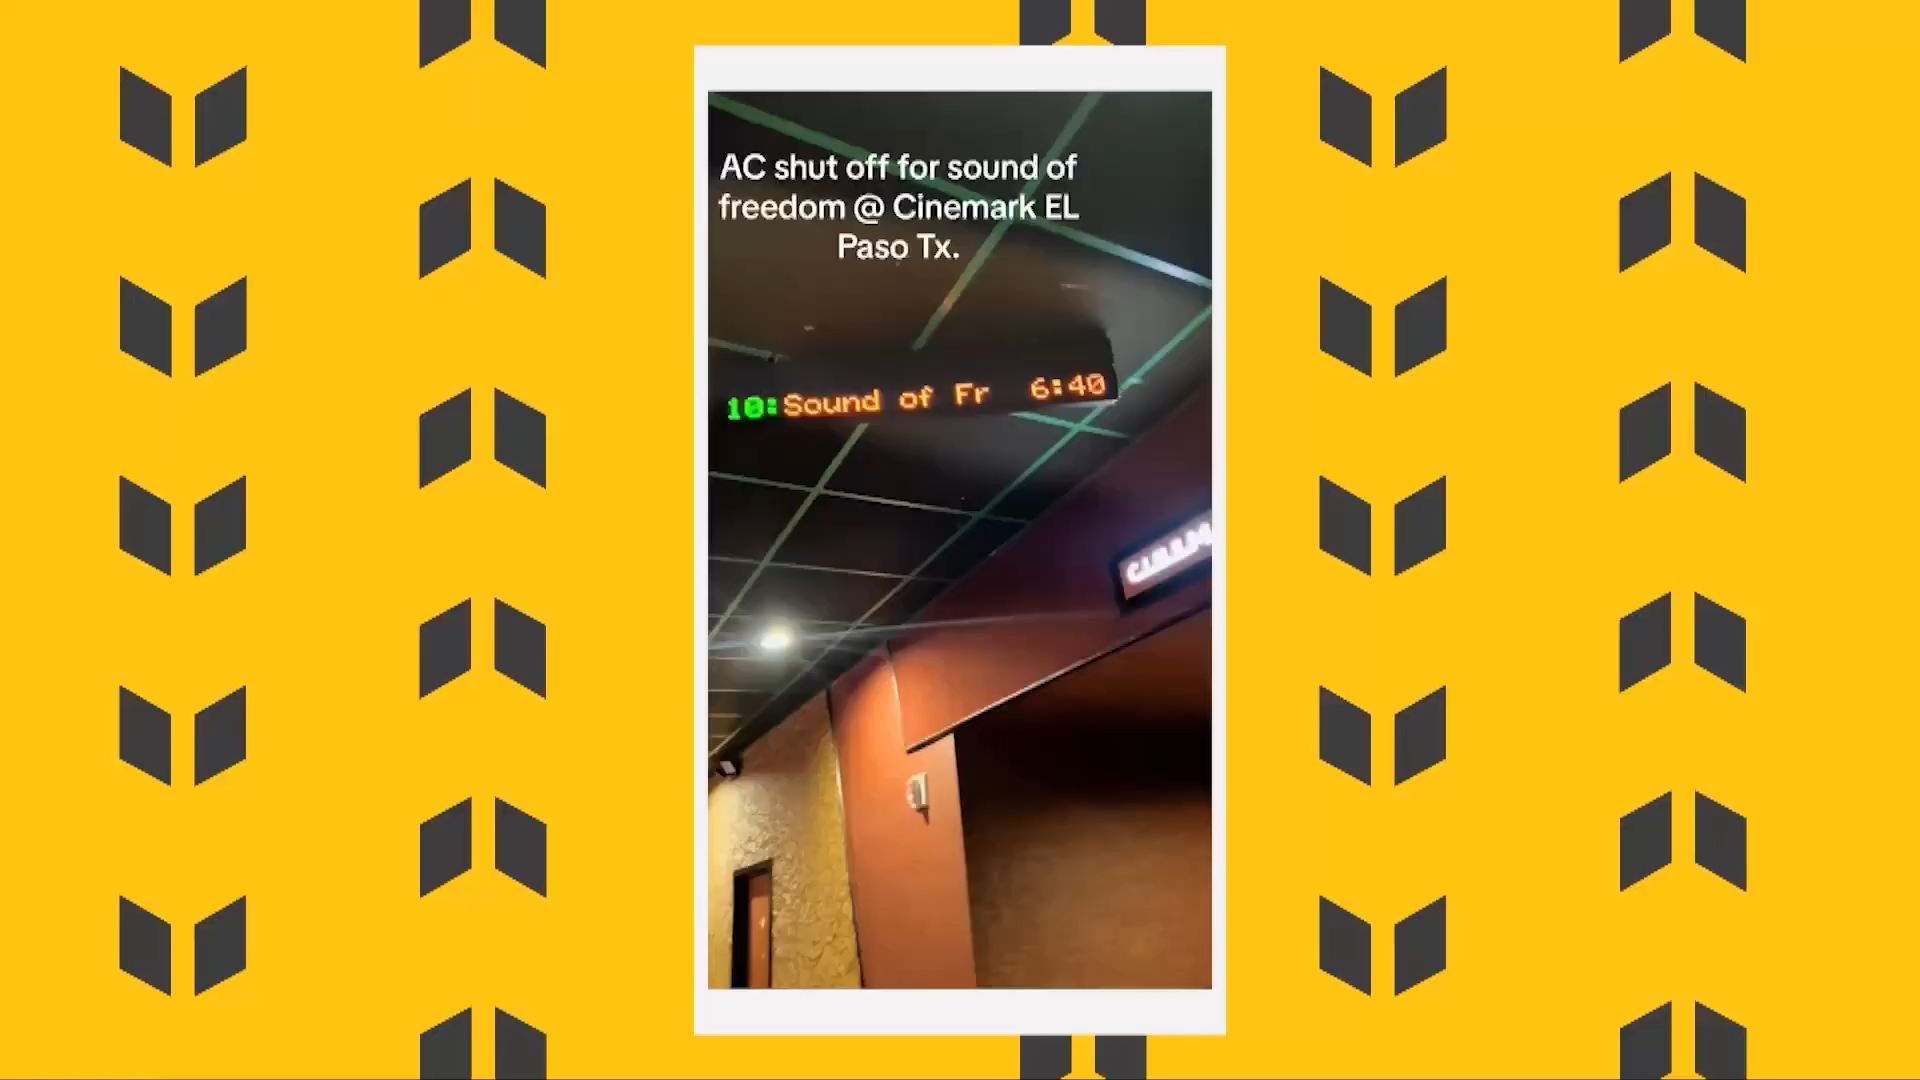 AC shut off for sound of
freedom @ Cinemark EL
Paso Tx.
10:Sound of Fr 6:40